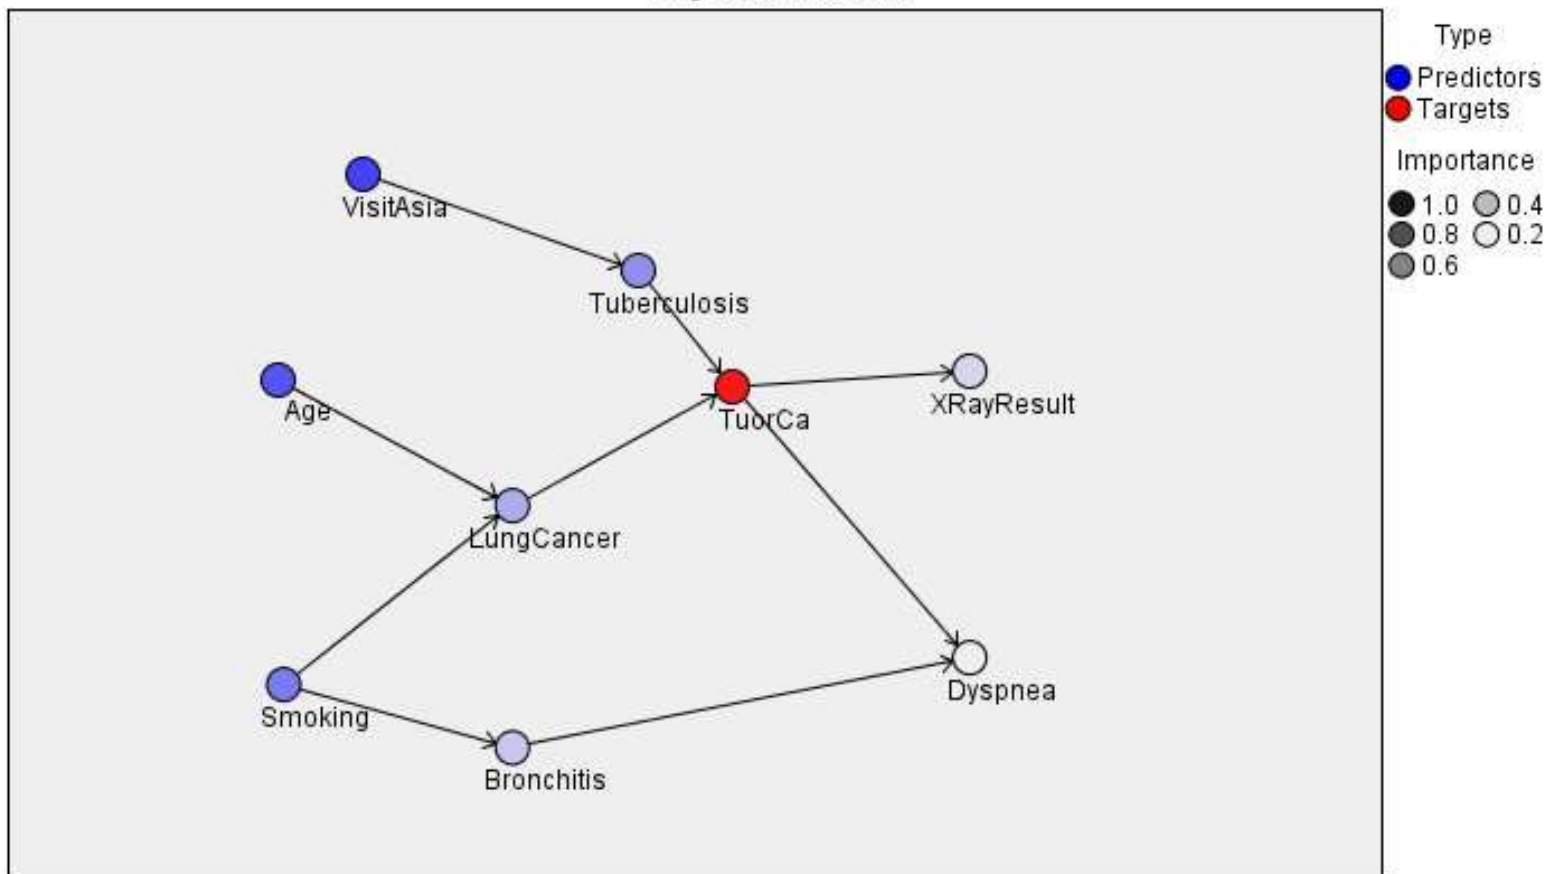 Type
Predictors
Targets
Importance
1.0 0.4
0.8 0.2
0.6
VisitAsia
Tuberculosis
Age
TuorCa
XRayResult
LungCancer
Smoking
Dyspnea
Bronchitis